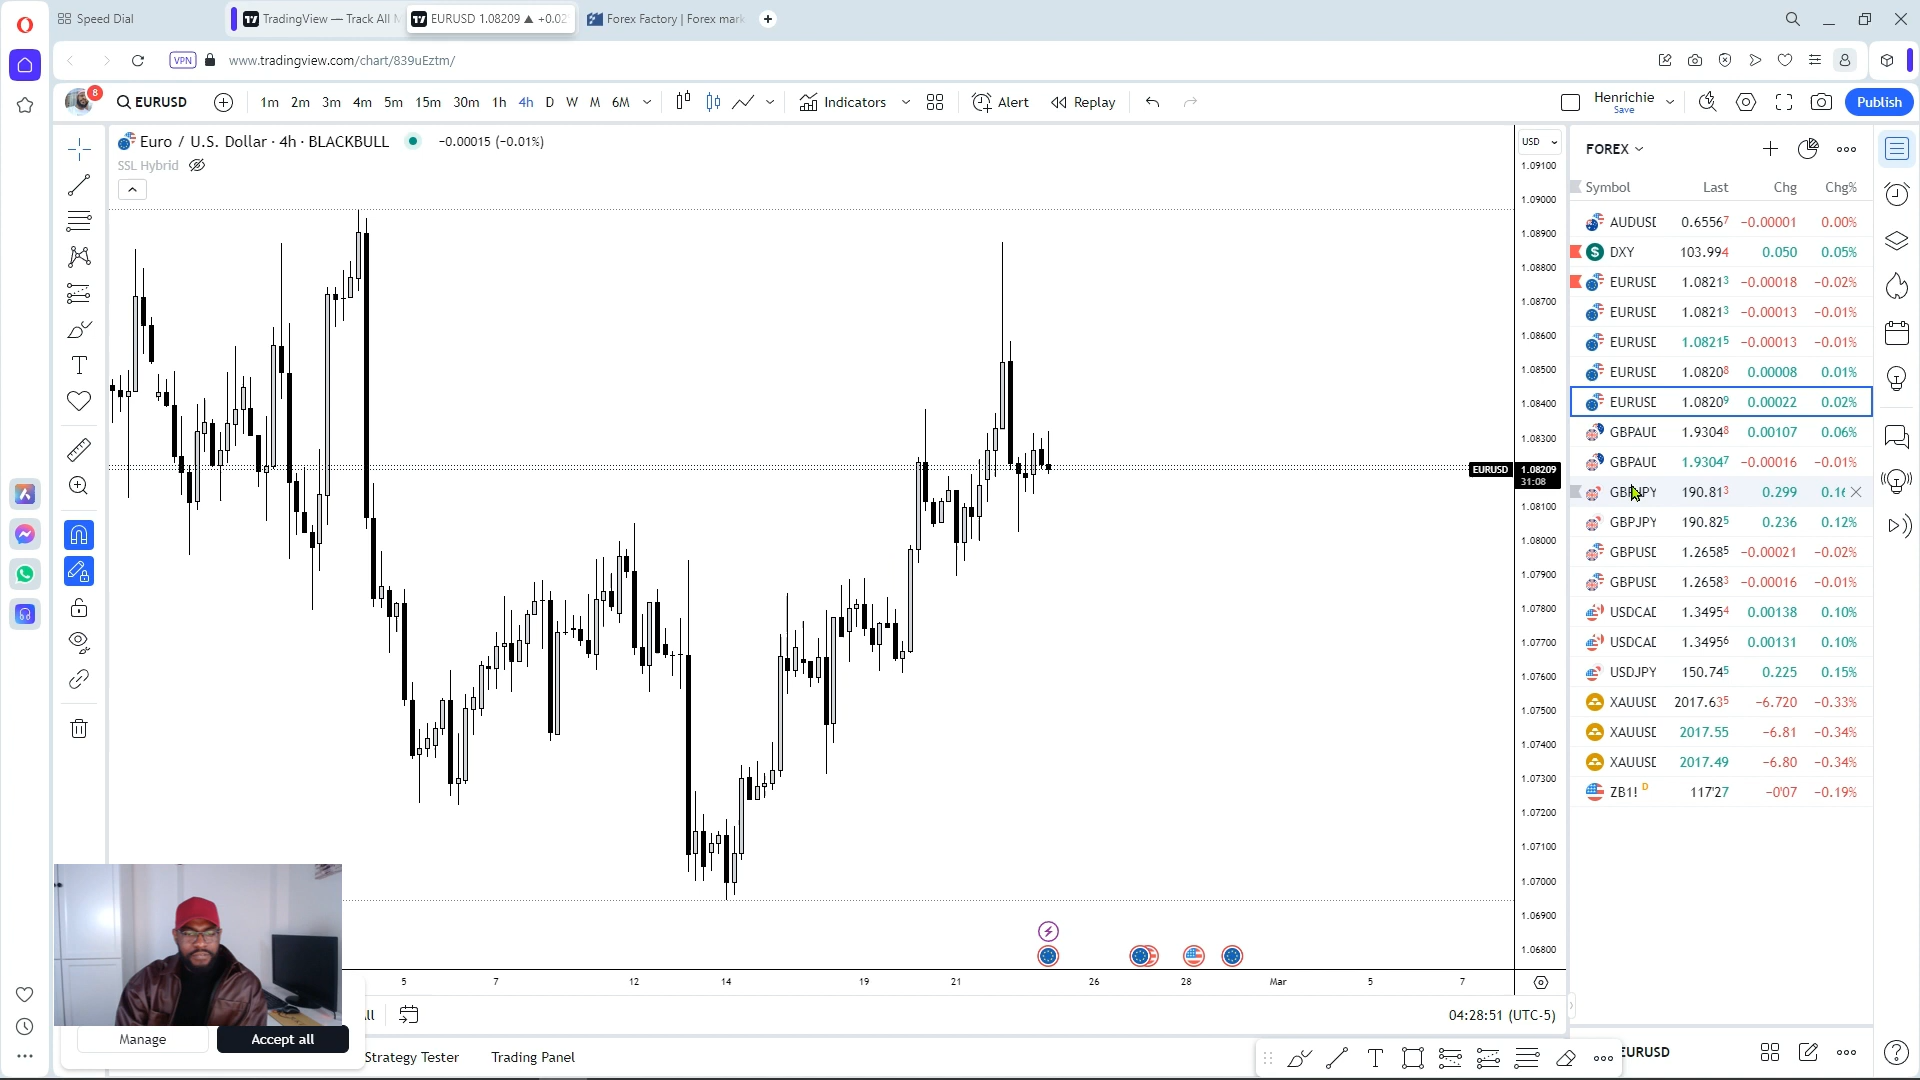 Speed Dial
TradingView — Track All M
EURUSD 1.08209 ▲ +0.02
Forex Factory | Forex mark
VPN
www.tradingview.com/chart/839uEztm/
8
EURUSD
1m 2m 3m 4m 5m 15m 30m 1h 4h D W M 6M
Indicators
Alert
Replay
Henrichie
Save
Publish
Euro / U.S. Dollar · 4h · BLACKBULL
−0.00015 (−0.01%)
SSL Hybrid
USD
1.09100
1.09000
1.08900
1.08800
1.08700
1.08600
1.08500
1.08400
1.08300
EURUSD 1.08209
31:08
1.08100
1.08000
1.07900
1.07800
1.07700
1.07600
1.07500
1.07400
1.07300
1.07200
1.07100
1.07000
1.06900
1.06800
5 7 12 14 19 21 26 28 Mar 5 7
04:28:51 (UTC-5)
FOREX
Symbol Last Chg Chg%
AUDUSD 0.65567 −0.00001 0.00%
DXY 103.994 0.050 0.05%
EURUSD 1.08213 −0.00018 −0.02%
EURUSD 1.08213 −0.00013 −0.01%
EURUSD 1.08215 −0.00013 −0.01%
EURUSD 1.08208 0.00008 0.01%
EURUSD 1.08209 0.00022 0.02%
GBPAUD 1.93048 0.00107 0.06%
GBPAUD 1.93047 −0.00016 −0.01%
GBPJPY 190.813 0.299 0.16
GBPJPY 190.825 0.236 0.12%
GBPUSD 1.26585 −0.00021 −0.02%
GBPUSD 1.26583 −0.00016 −0.01%
USDCAD 1.34954 0.00138 0.10%
USDCAD 1.34956 0.00131 0.10%
USDJPY 150.745 0.225 0.15%
XAUUSD 2017.635 −6.720 −0.33%
XAUUSD 2017.55 −6.81 −0.34%
XAUUSD 2017.49 −6.80 −0.34%
ZB1! D 117'27 −0'07 −0.19%
Manage
Accept all
All
Strategy Tester
Trading Panel
EURUSD